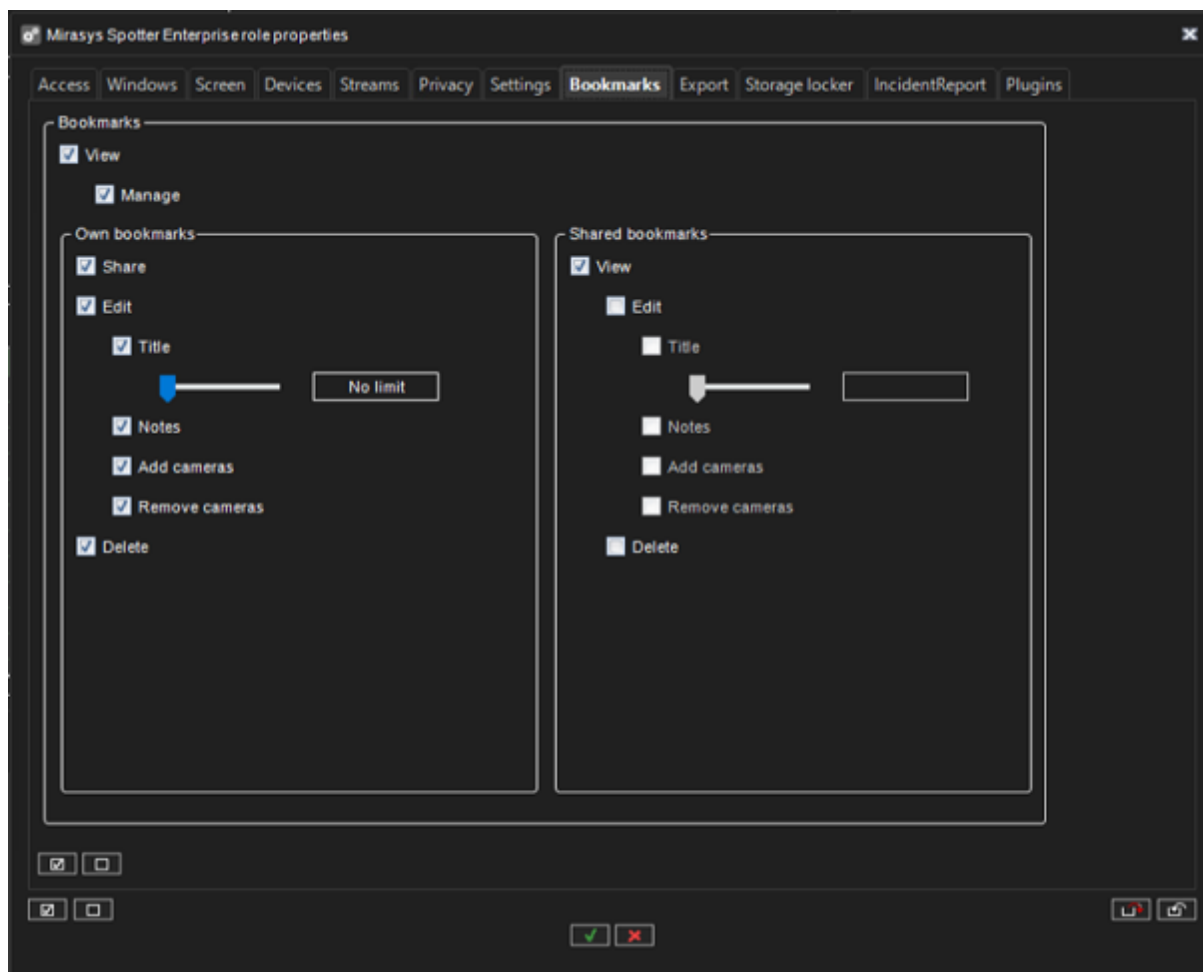 Mirasys Spotter Enterprise role properties
Access Windows Screen Devices Streams Privacy Settings Bookmarks Export Storage locker IncidentReport Plugins
Bookmarks
View
Manage
Own bookmarks
Share
Edit
Title
No limit
Notes
Add cameras
Remove cameras
Delete
Shared bookmarks
View
Edit
Title
Notes
Add cameras
Remove cameras
Delete